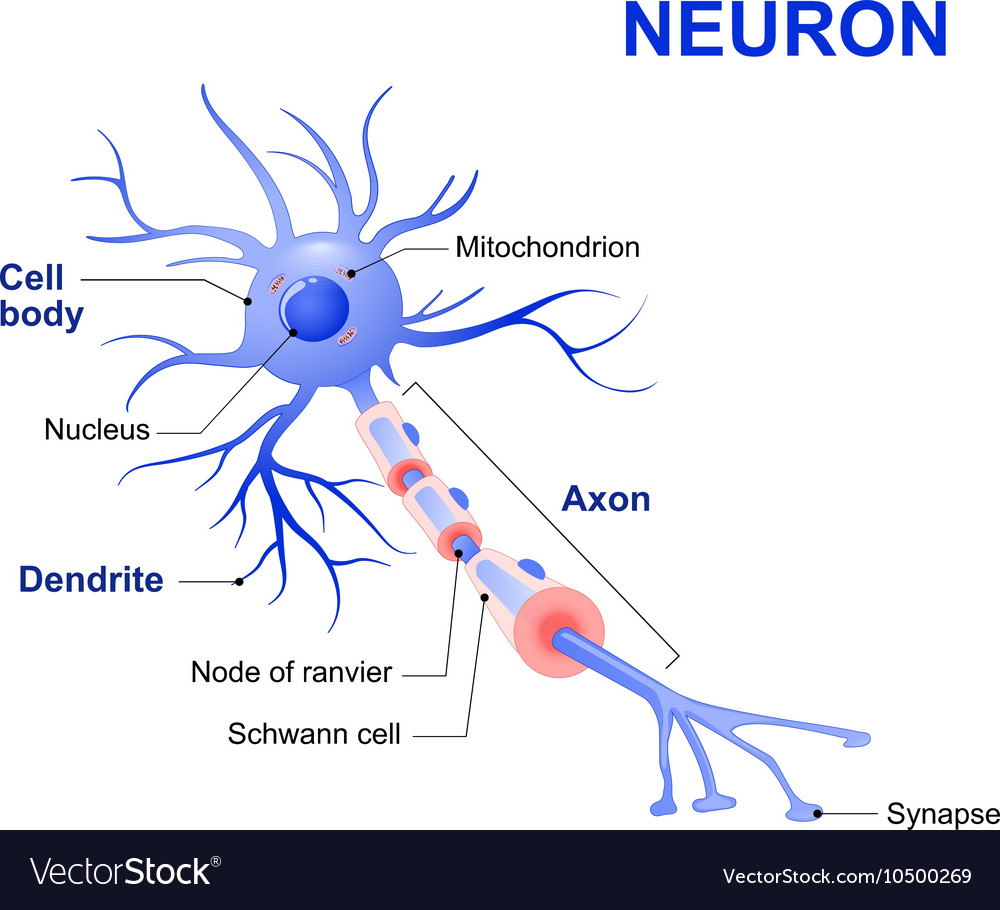 NEURON
Mitochondrion
Cell
body
Nucleus
Axon
Dendrite
Node of ranvier
Schwann cell
Synapse
VectorStock®
VectorStock.com/10500269